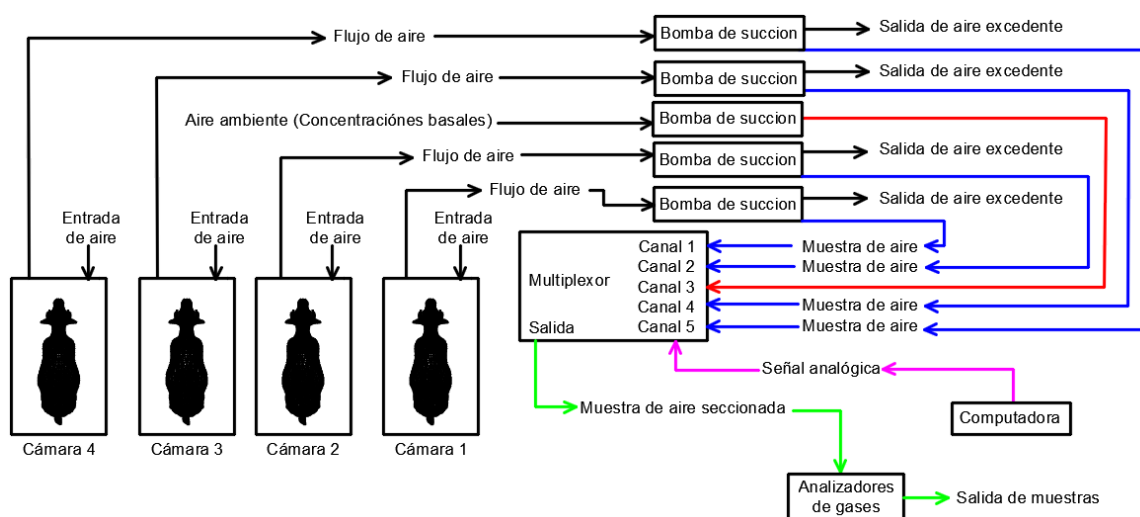 Flujo de aire
Bomba de succion
Salida de aire excedente
Flujo de aire
Bomba de succion
Salida de aire excedente
Aire ambiente (Concentraciónes basales)
Bomba de succion
Flujo de aire
Bomba de succion
Salida de aire excedente
Flujo de aire
Bomba de succion
Salida de aire excedente
Entrada
de aire
Entrada
de aire
Entrada
de aire
Entrada
de aire
Multiplexor
Salida
Canal 1
Canal 2
Canal 3
Canal 4
Canal 5
Muestra de aire
Muestra de aire
Muestra de aire
Muestra de aire
Señal analógica
Computadora
Muestra de aire seccionada
Cámara 4
Cámara 3
Cámara 2
Cámara 1
Analizadores
de gases
Salida de muestras